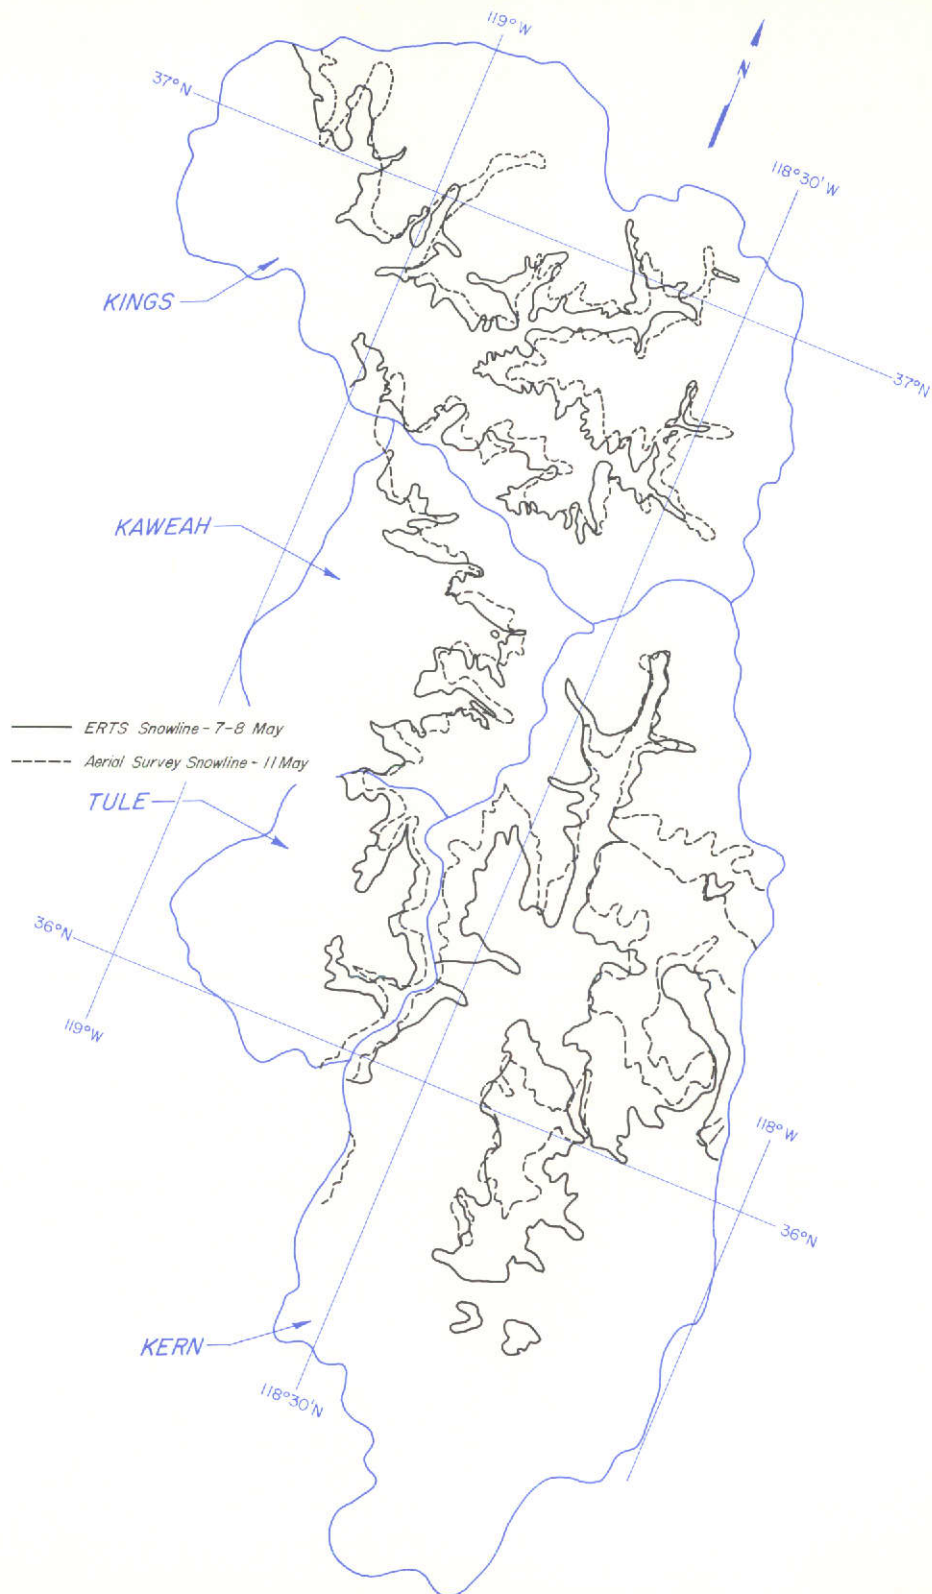 119°W
37°N
N
118°30'W
KINGS
37°N
KAWEAH
ERTS Snowline - 7-8 May
Aerial Survey Snowline - 11 May
TULE
36°N
119°W
118°W
36°N
KERN
118°30'N